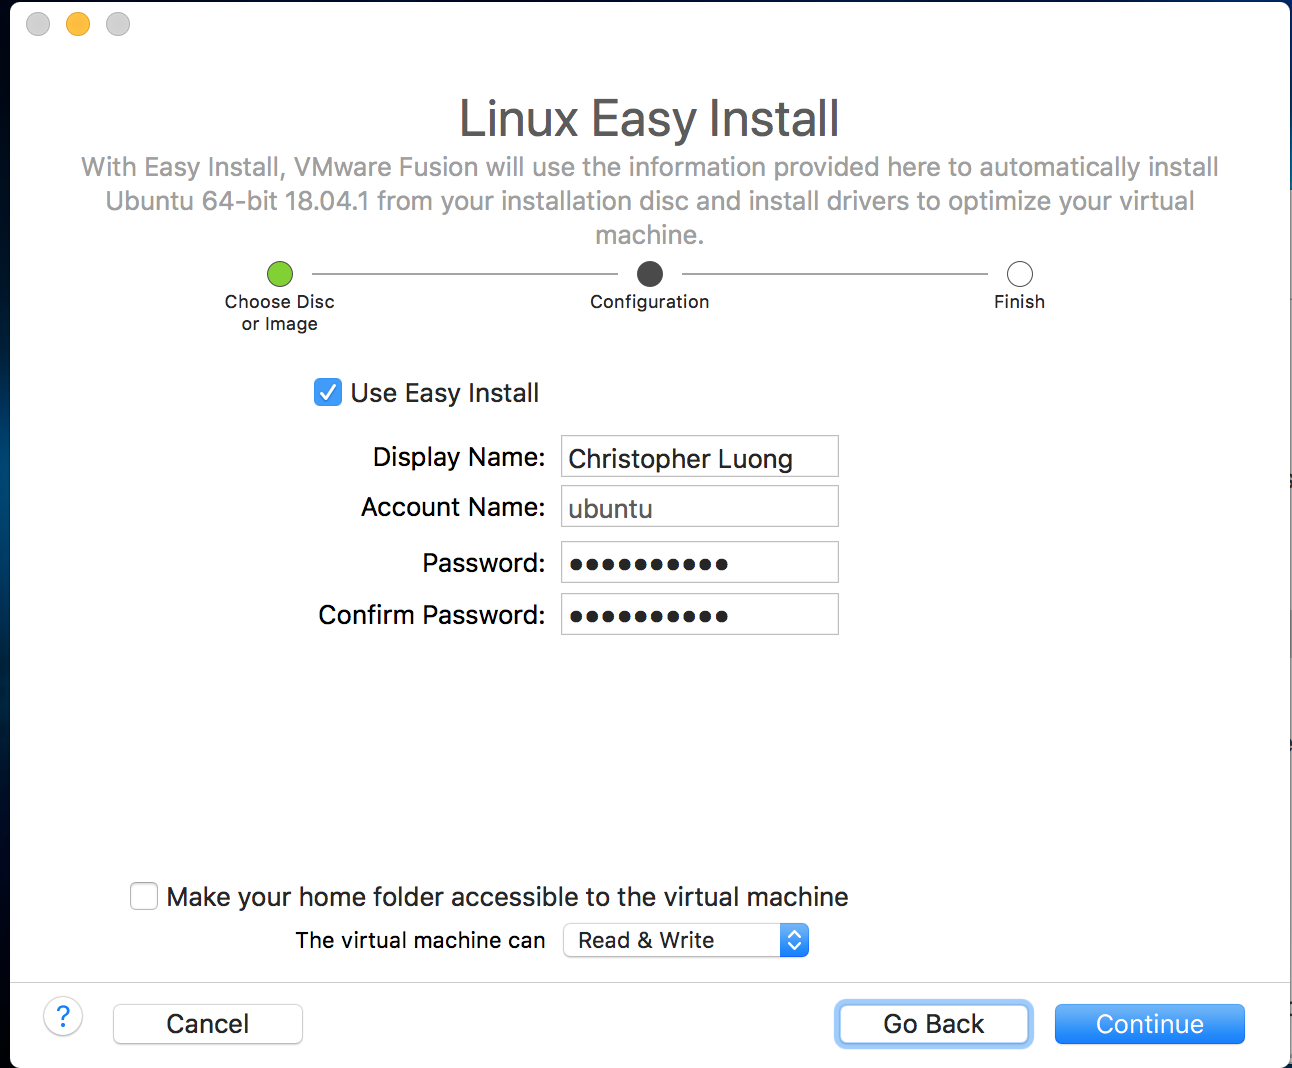 Linux Easy Install
With Easy Install, VMware Fusion will use the information provided here to automatically install
Ubuntu 64-bit 18.04.1 from your installation disc and install drivers to optimize your virtual
machine.
Choose Disc
or Image
Configuration
Finish
Use Easy Install
Display Name: Christopher Luong
Account Name: ubuntu
Password: ••••••••••
Confirm Password: ••••••••••
Make your home folder accessible to the virtual machine
The virtual machine can Read & Write
? Cancel Go Back Continue